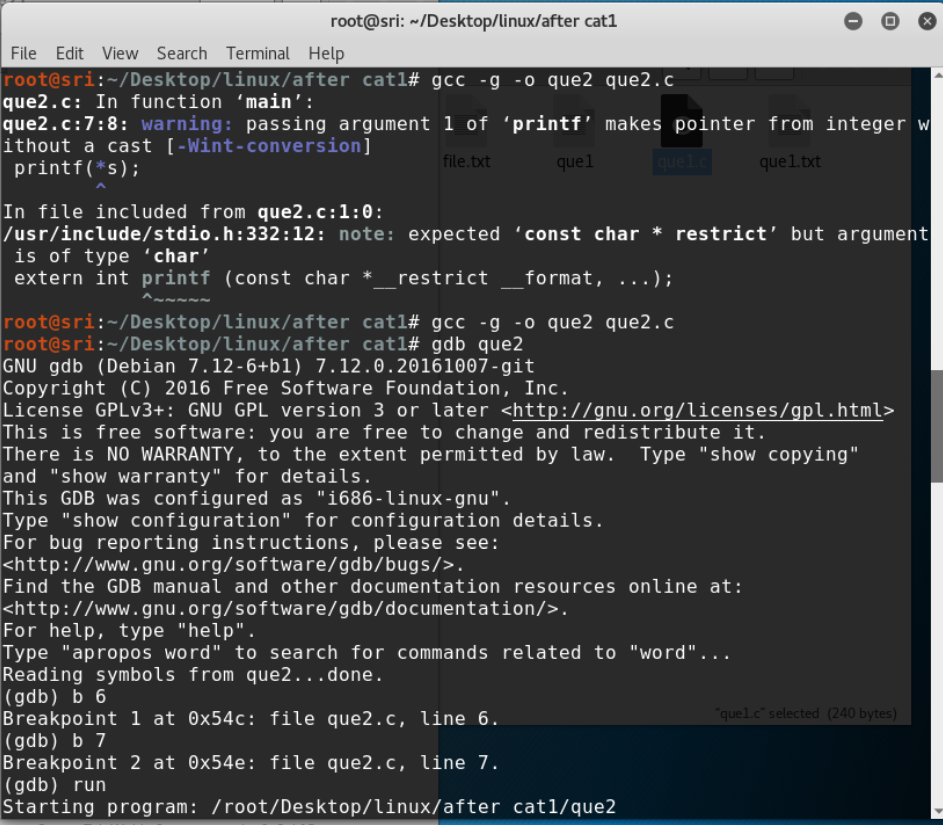 root@sri: ~/Desktop/linux/after cat1
File Edit View Search Terminal Help
root@sri:~/Desktop/linux/after cat1# gcc -g -o que2 que2.c
que2.c: In function ‘main’:
que2.c:7:8: warning: passing argument 1 of ‘printf’ makes pointer from integer w
ithout a cast [-Wint-conversion]
 printf(*s);
        ^
In file included from que2.c:1:0:
/usr/include/stdio.h:332:12: note: expected ‘const char * restrict’ but argument
 is of type ‘char’
 extern int printf (const char *__restrict __format, ...);
            ^~~~~~
root@sri:~/Desktop/linux/after cat1# gcc -g -o que2 que2.c
root@sri:~/Desktop/linux/after cat1# gdb que2
GNU gdb (Debian 7.12-6+b1) 7.12.0.20161007-git
Copyright (C) 2016 Free Software Foundation, Inc.
License GPLv3+: GNU GPL version 3 or later <http://gnu.org/licenses/gpl.html>
This is free software: you are free to change and redistribute it.
There is NO WARRANTY, to the extent permitted by law.  Type "show copying"
and "show warranty" for details.
This GDB was configured as "i686-linux-gnu".
Type "show configuration" for configuration details.
For bug reporting instructions, please see:
<http://www.gnu.org/software/gdb/bugs/>.
Find the GDB manual and other documentation resources online at:
<http://www.gnu.org/software/gdb/documentation/>.
For help, type "help".
Type "apropos word" to search for commands related to "word"...
Reading symbols from que2...done.
(gdb) b 6
Breakpoint 1 at 0x54c: file que2.c, line 6.
(gdb) b 7
Breakpoint 2 at 0x54e: file que2.c, line 7.
(gdb) run
Starting program: /root/Desktop/linux/after cat1/que2
file.txt que1 que1.c que1.txt
"que1.c" selected (240 bytes)